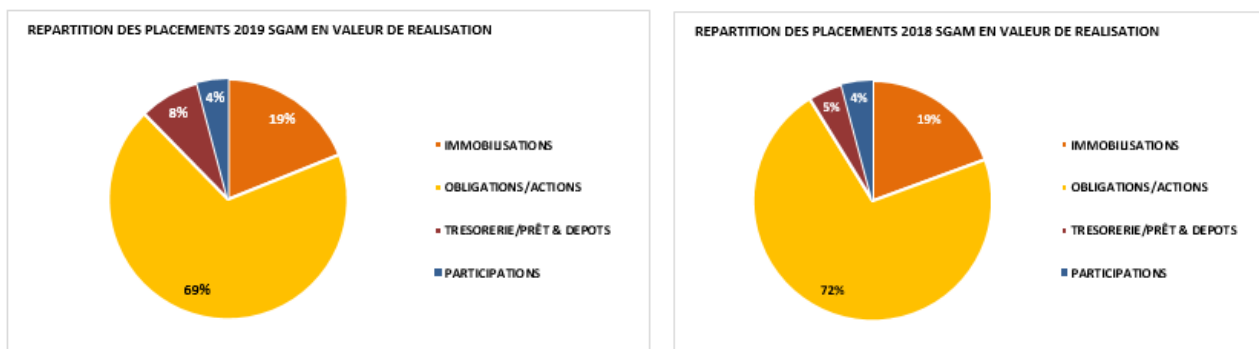 REPARTITION DES PLACEMENTS 2019 SGAM EN VALEUR DE REALISATION
4%
8%
19%
69%
IMMOBILISATIONS
OBLIGATIONS/ACTIONS
TRESORERIE/PRÊT & DEPOTS
PARTICIPATIONS
REPARTITION DES PLACEMENTS 2018 SGAM EN VALEUR DE REALISATION
4%
5%
19%
72%
IMMOBILISATIONS
OBLIGATIONS/ACTIONS
TRESORERIE/PRÊT & DEPOTS
PARTICIPATIONS